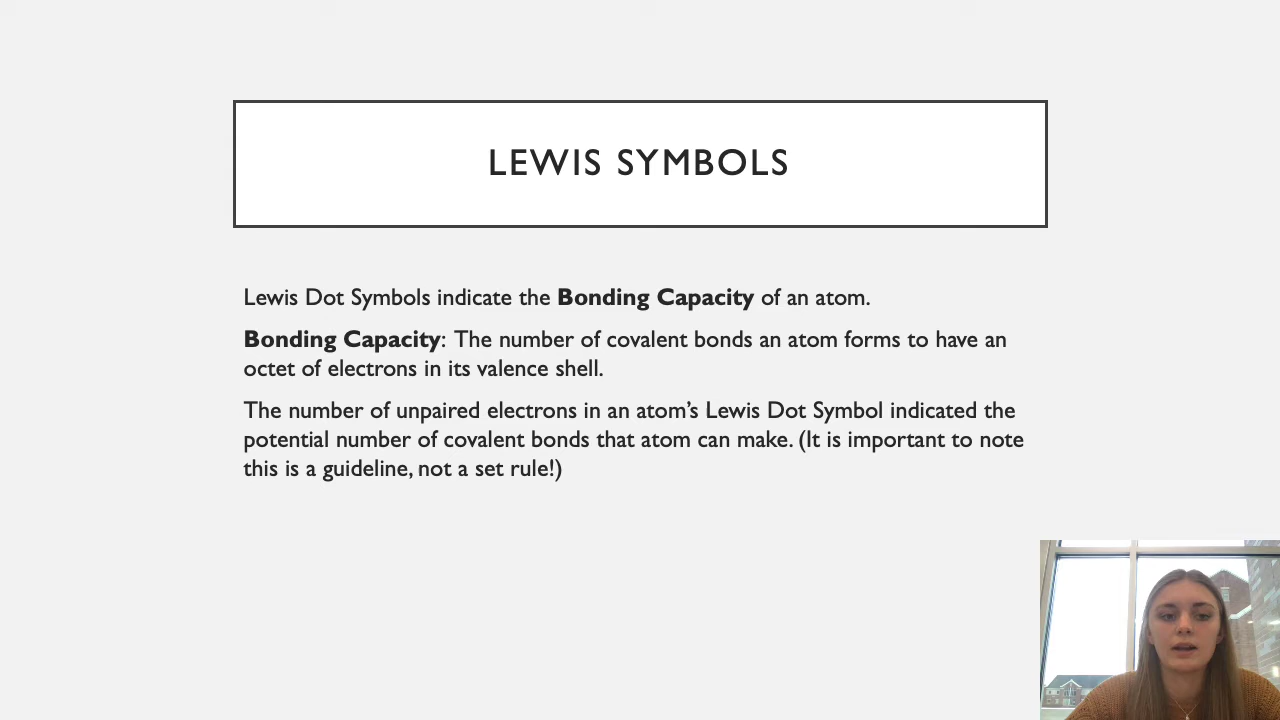 LEWIS SYMBOLS
Lewis Dot Symbols indicate the Bonding Capacity of an atom.
Bonding Capacity: The number of covalent bonds an atom forms to have an
octet of electrons in its valence shell.
The number of unpaired electrons in an atom’s Lewis Dot Symbol indicated the
potential number of covalent bonds that atom can make. (It is important to note
this is a guideline, not a set rule!)